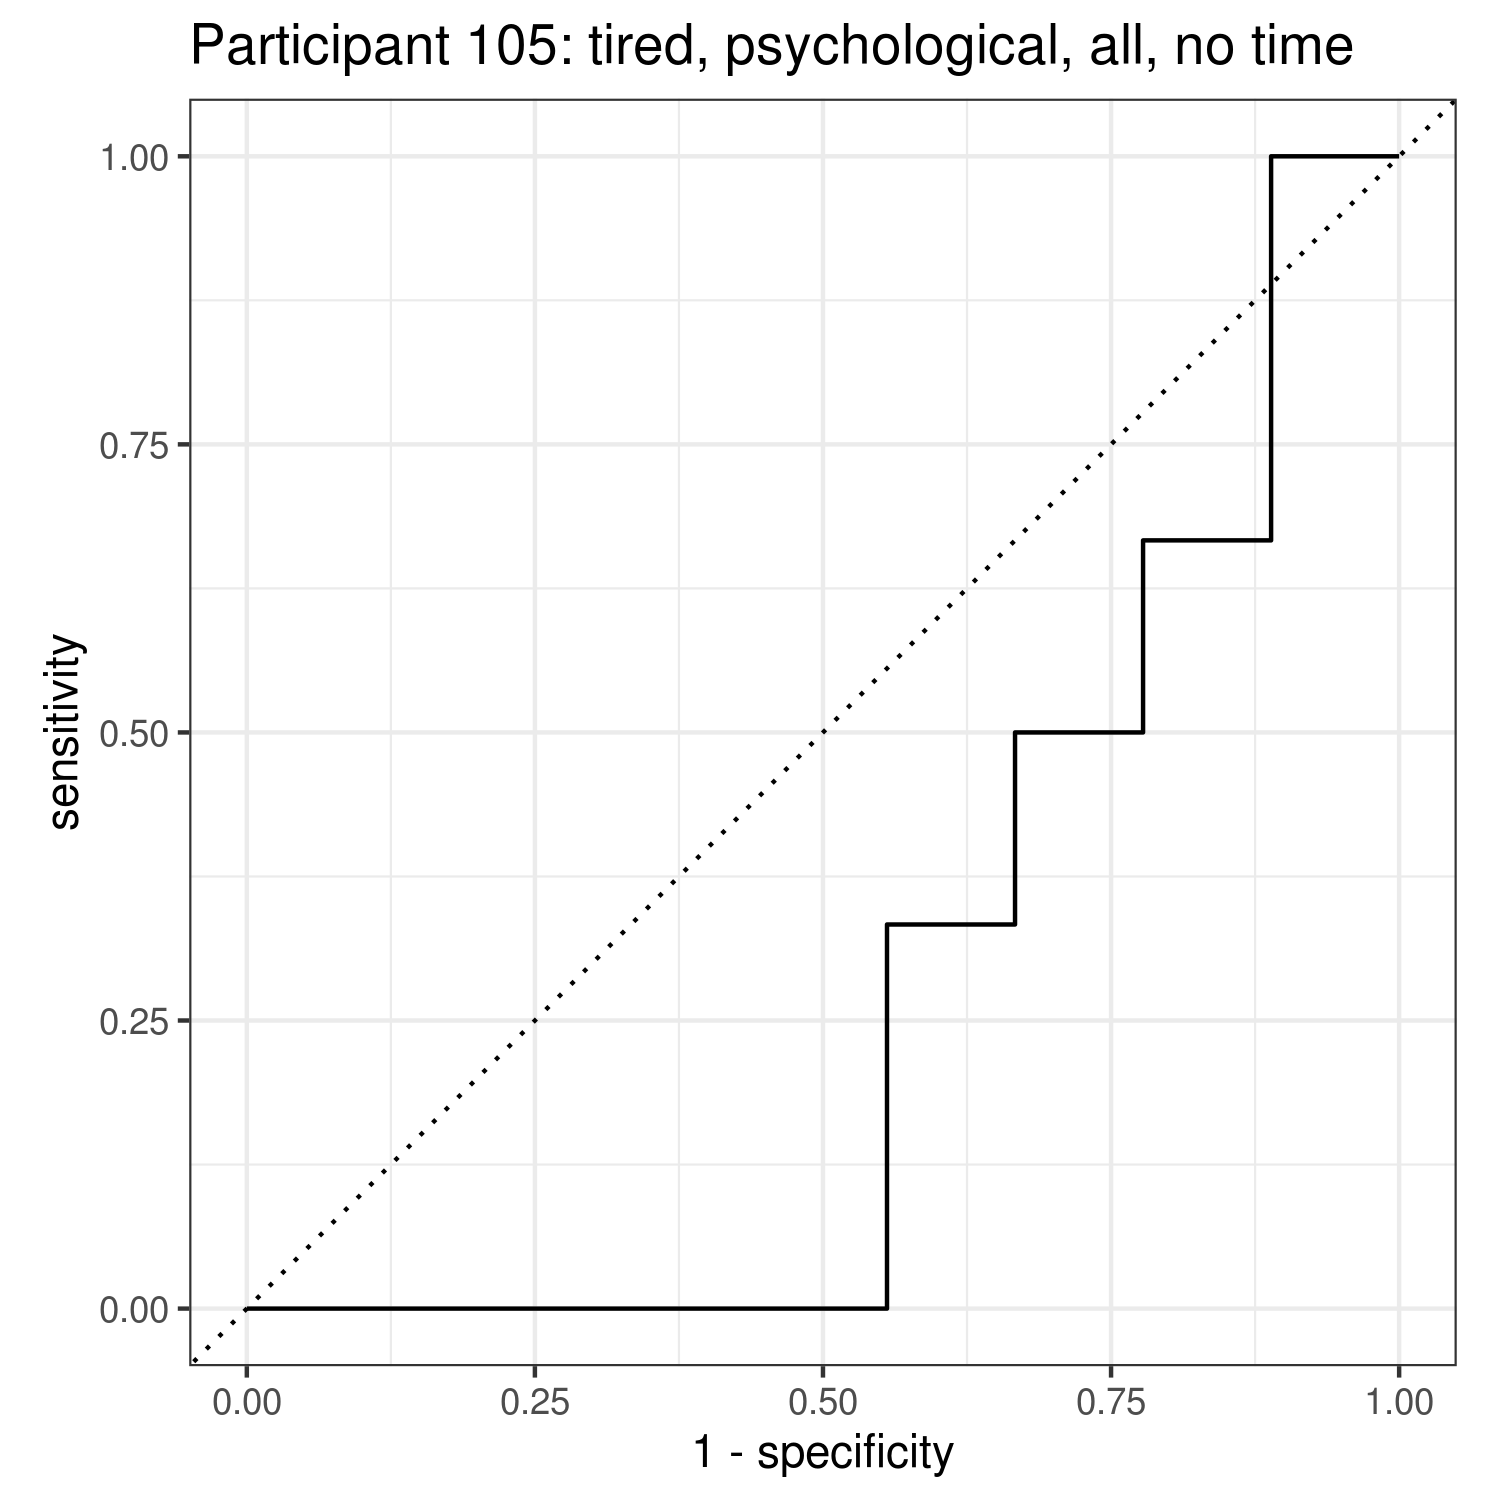 Participant 105: tired, psychological, all, no time
1.00
0.75
0.50
0.25
0.00
sensitivity
0.00 0.25 0.50 0.75 1.00
1 - specificity